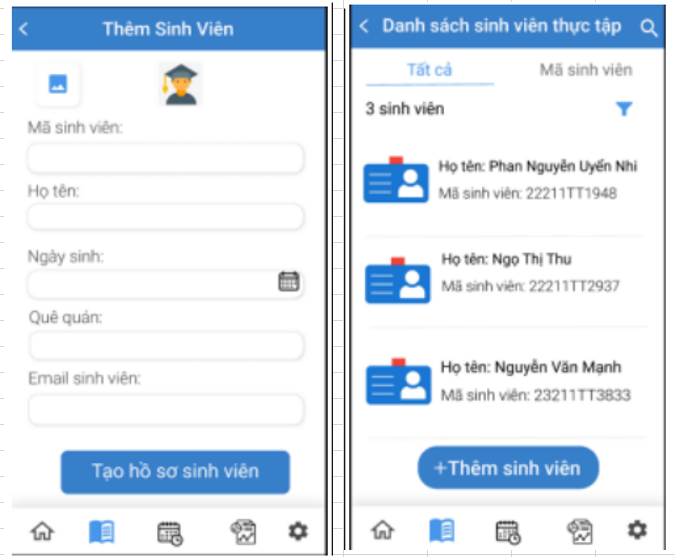 Thêm Sinh Viên
Mã sinh viên:
Họ tên:
Ngày sinh:
Quê quán:
Email sinh viên:
Tạo hồ sơ sinh viên
Danh sách sinh viên thực tập
Tất cả
Mã sinh viên
3 sinh viên
Họ tên: Phan Nguyễn Uyển Nhi
Mã sinh viên: 22211TT1948
Họ tên: Ngọ Thị Thu
Mã sinh viên: 22211TT2937
Họ tên: Nguyễn Văn Mạnh
Mã sinh viên: 23211TT3833
+Thêm sinh viên